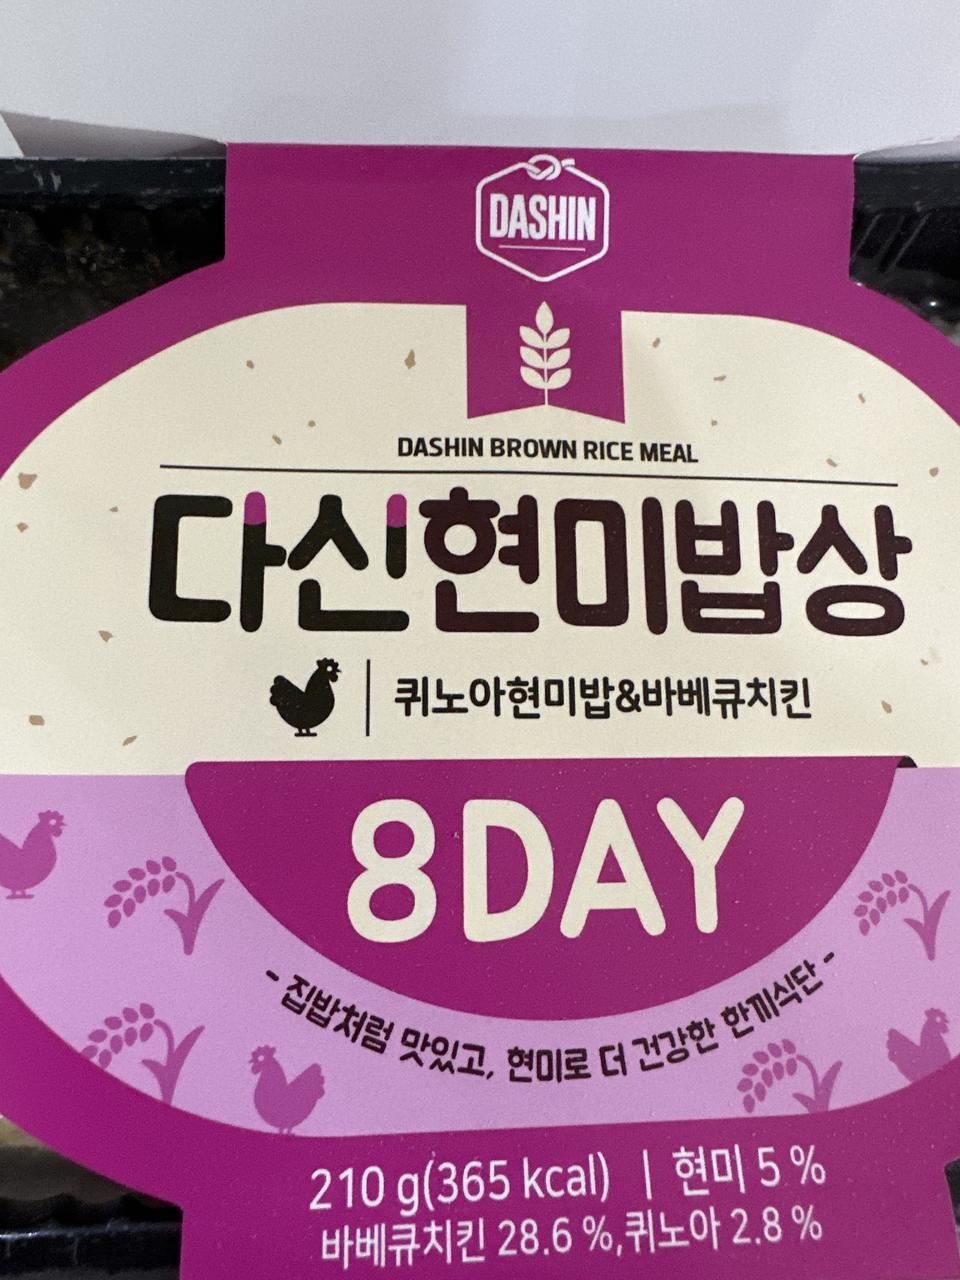 DASHIN
DASHIN BROWN RICE MEAL
다신현미밥상
퀴노아현미밥&바베큐치킨
8DAY
- 집밥처럼 맛있고, 현미로 더 건강한 한끼식단 -
210 g(365 kcal) | 현미 5 %
바베큐치킨 28.6 %,퀴노아 2.8 %